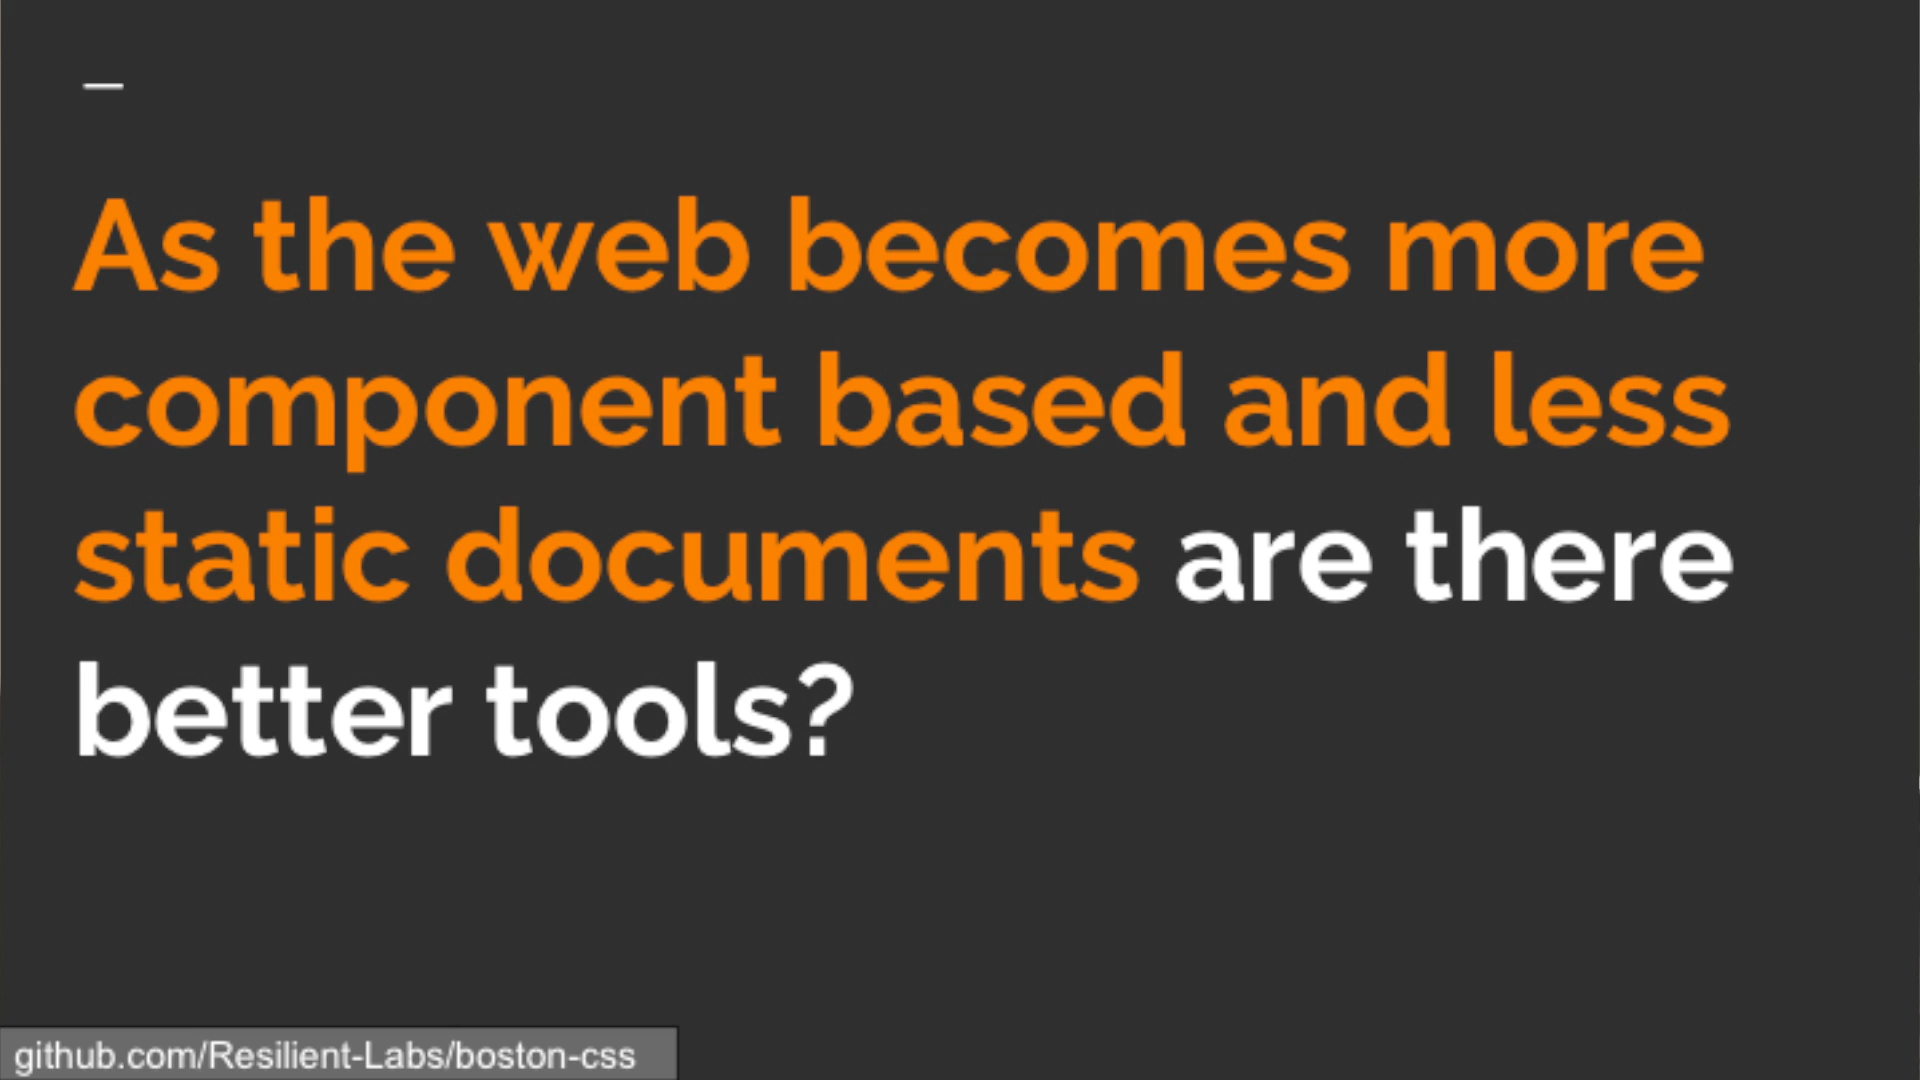 As the web becomes more
component based and less
static documents are there
better tools?
github.com/Resilient-Labs/boston-css